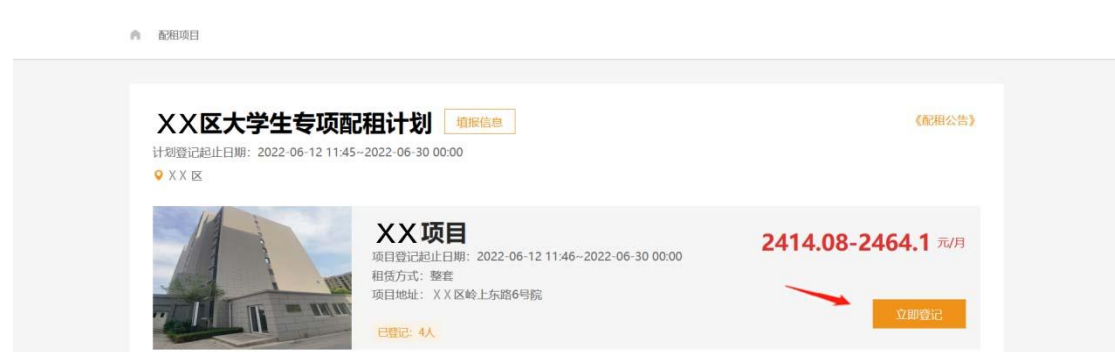 配租项目
XX区大学生专项配租计划 填报信息 《配租公告》
计划登记起止日期：2022-06-12 11:45~2022-06-30 00:00
XX区
XX项目
2414.08-2464.1 元/月
项目登记起止日期：2022-06-12 11:46~2022-06-30 00:00
租赁方式：整套
项目地址：XX区岭上东路6号院
立即登记
已登记：4人